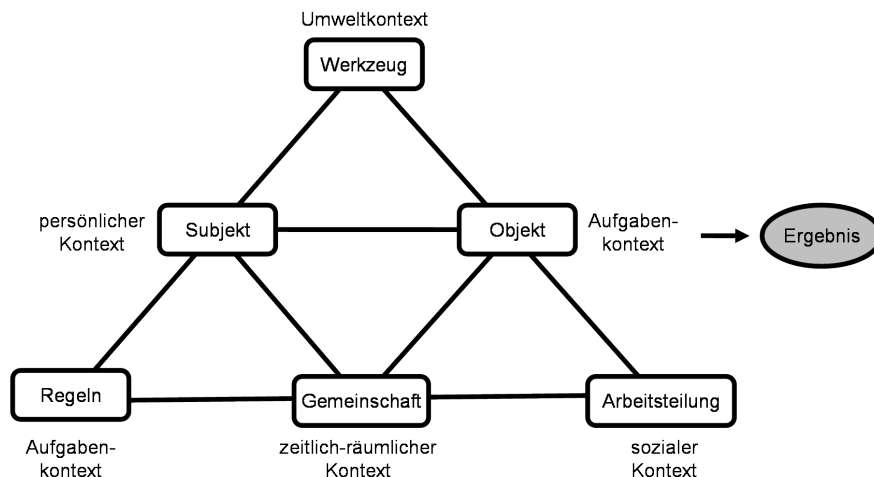 Umweltkontext
Werkzeug
persönlicher
Kontext
Subjekt
Objekt
Aufgaben-
kontext
Ergebnis
Regeln
Gemeinschaft
Arbeitsteilung
Aufgaben-
kontext
zeitlich-räumlicher
Kontext
sozialer
Kontext